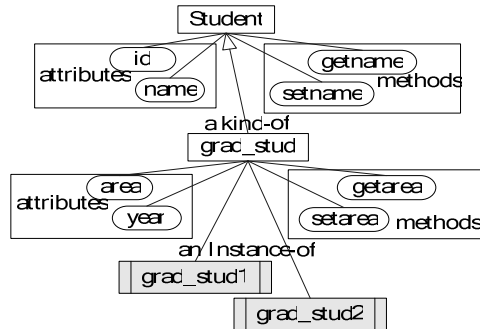 Student
id
getname
attributes
name
setname
methods
a kind-of
grad_stud
area
getarea
attributes
year
setarea
methods
an Instance-of
grad_stud1
grad_stud2